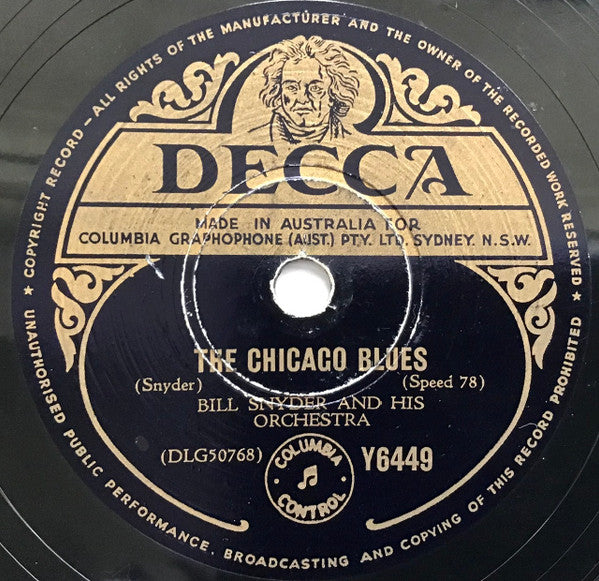 ★ COPYRIGHT RECORD – ALL RIGHTS OF THE MANUFACTURER AND THE OWNER OF THE RECORDED WORK RESERVED ★
DECCA
MADE IN AUSTRALIA FOR
COLUMBIA GRAPHOPHONE (AUST.) PTY. LTD. SYDNEY. N.S.W.
THE CHICAGO BLUES
(Snyder) (Speed 78)
BILL SNYDER AND HIS
ORCHESTRA
(DLG50768) Y6449
COLUMBIA
CONTROL
UNAUTHORISED PUBLIC PERFORMANCE, BROADCASTING AND COPYING OF THIS RECORD PROHIBITED